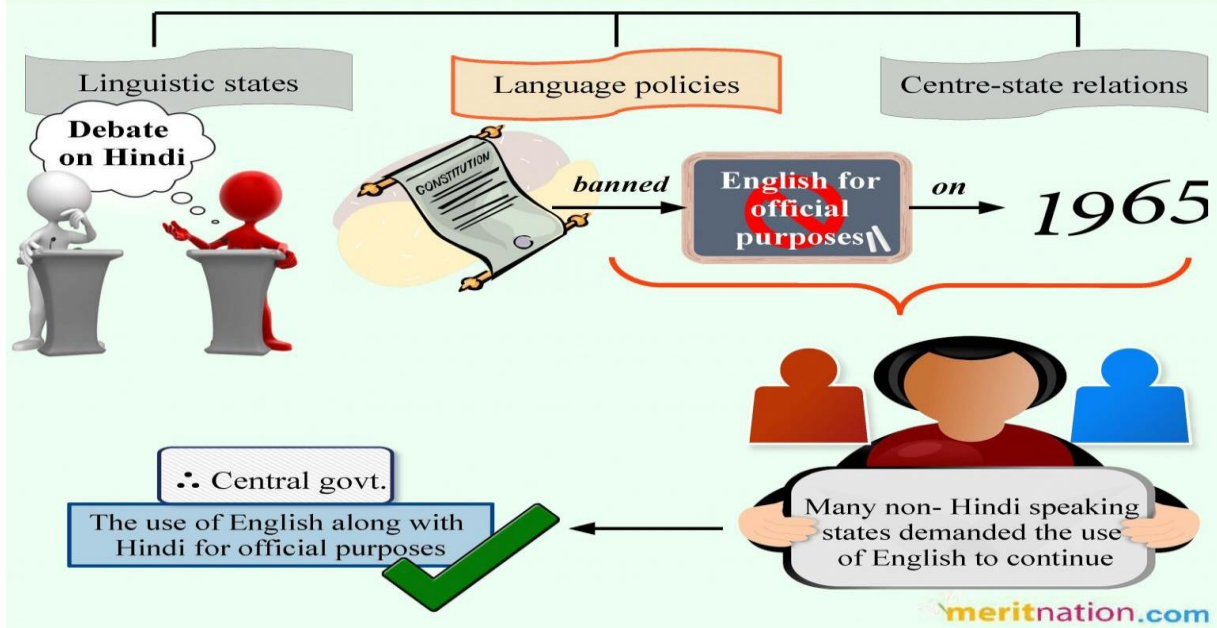 Linguistic states
Language policies
Centre-state relations
Debate
on Hindi
CONSTITUTION
banned
English for
official
purposes
on
1965
Many non- Hindi speaking
states demanded the use
of English to continue
∴ Central govt.
The use of English along with
Hindi for official purposes
meritnation.com